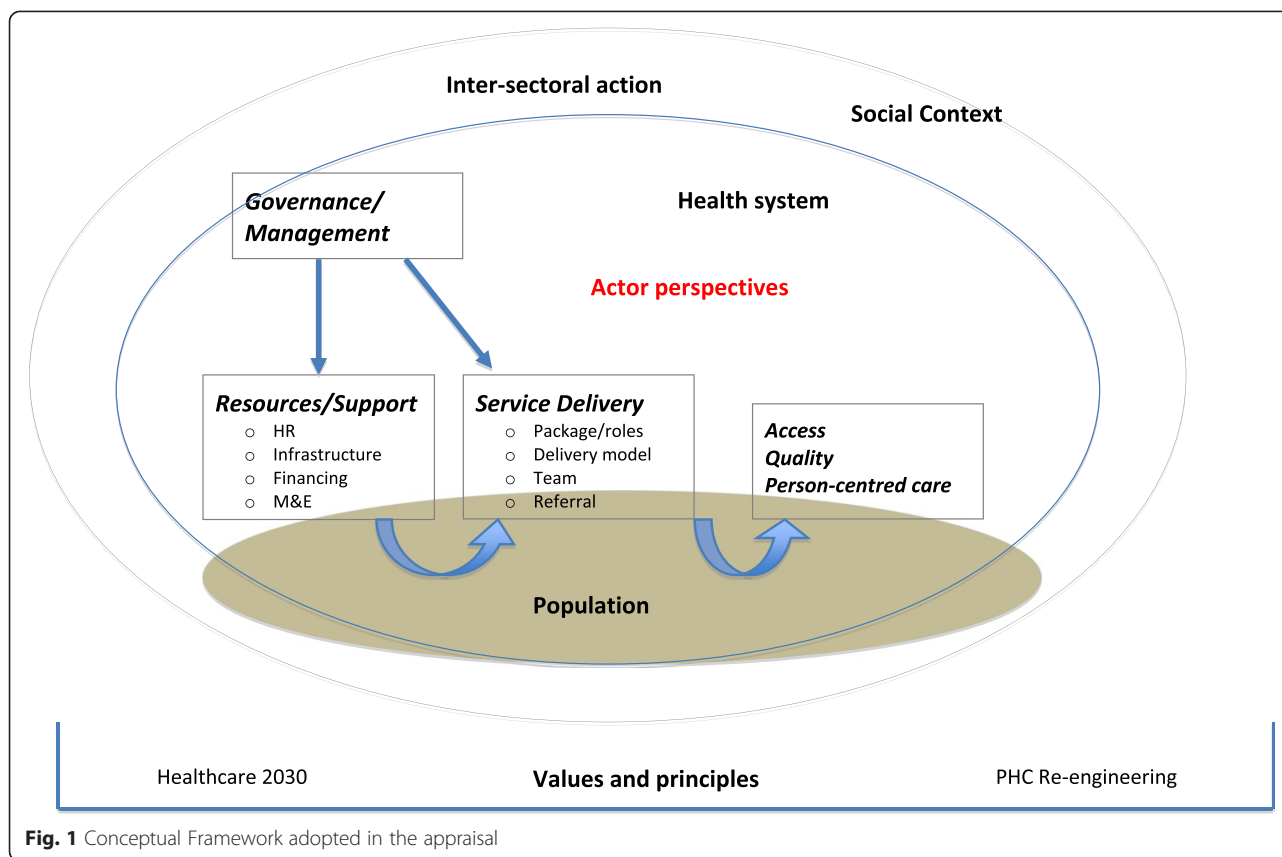 Inter-sectoral action
Social Context
Governance/
Management
Health system
Actor perspectives
Resources/Support
o HR
o Infrastructure
o Financing
o M&E
Service Delivery
o Package/roles
o Delivery model
o Team
o Referral
Access
Quality
Person-centred care
Population
Healthcare 2030
Values and principles
PHC Re-engineering
Fig. 1 Conceptual Framework adopted in the appraisal